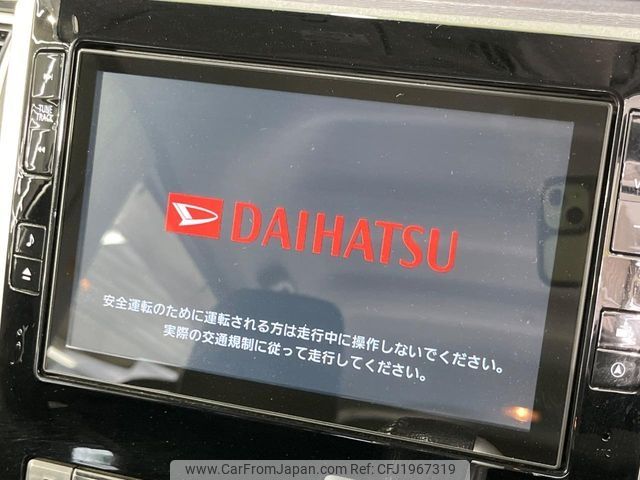 TUNE
TRACK
DAIHATSU
安全運転のために運転される方は走行中に操作しないでください。
実際の交通規制に従って走行してください。
www.CarFromJapan.com - CFJ1967319